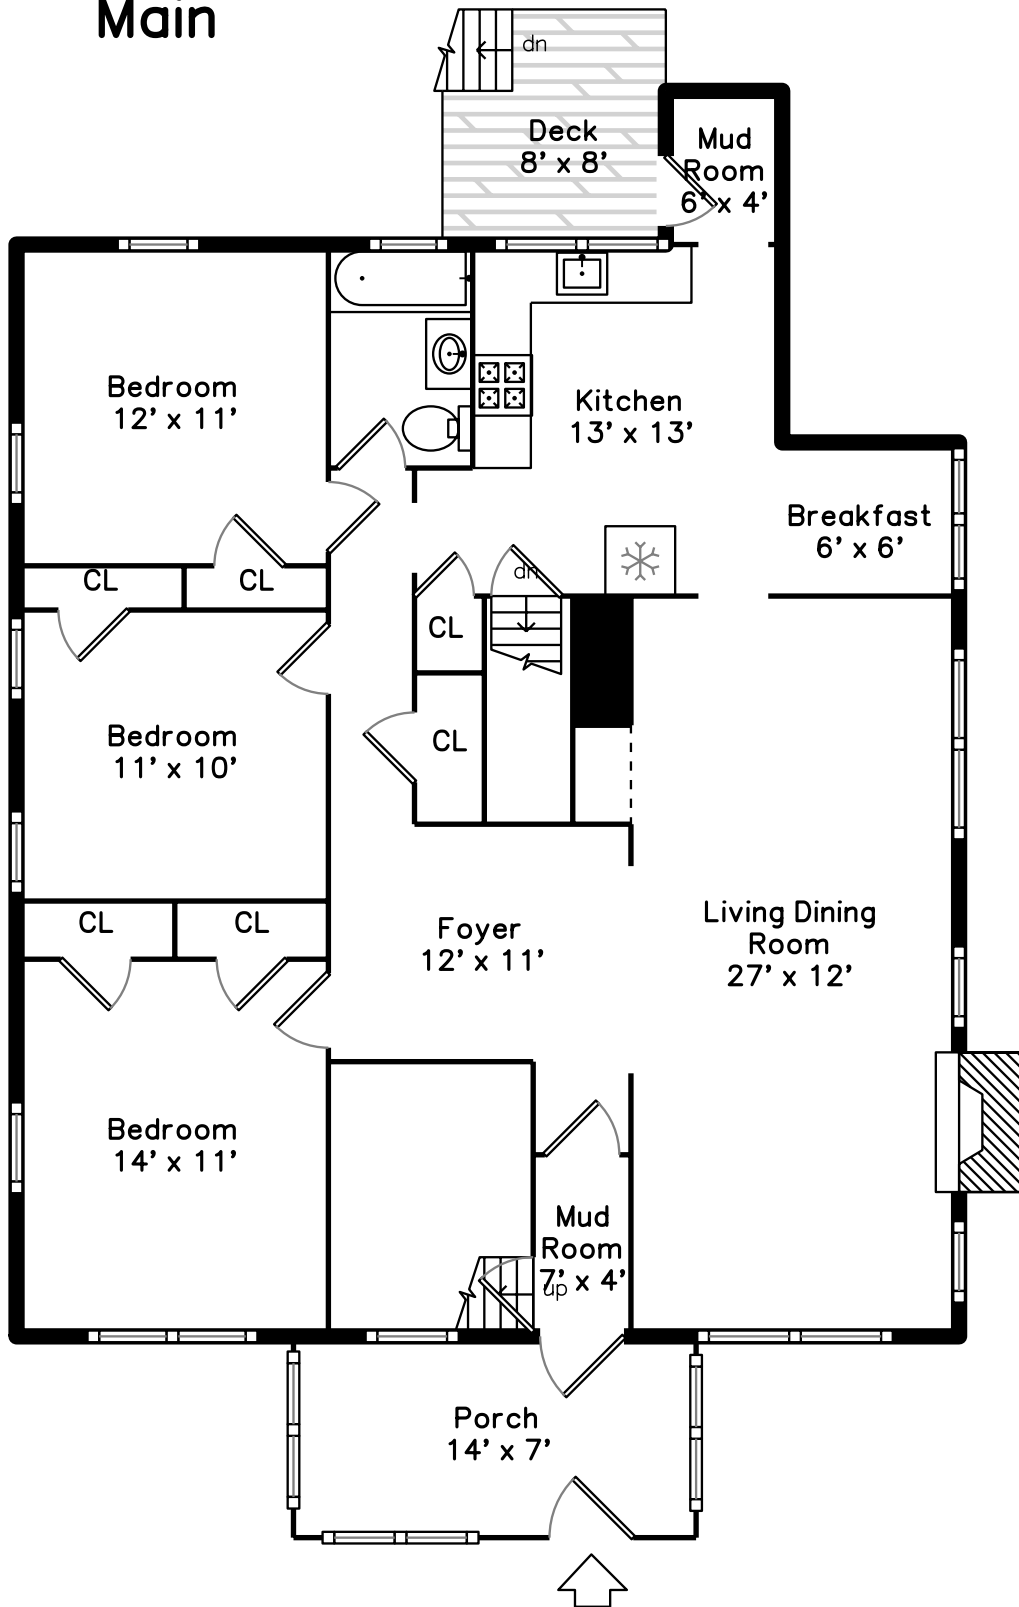 Main
dn
Deck
8' x 8'
Mud
Room
6' x 4'
Bedroom
12' x 11'
Kitchen
13' x 13'
Breakfast
6' x 6'
CL
CL
dn
CL
Bedroom
11' x 10'
CL
CL
CL
Foyer
12' x 11'
Living Dining
Room
27' x 12'
Bedroom
14' x 11'
Mud
Room
7' x 4'
up
Porch
14' x 7'